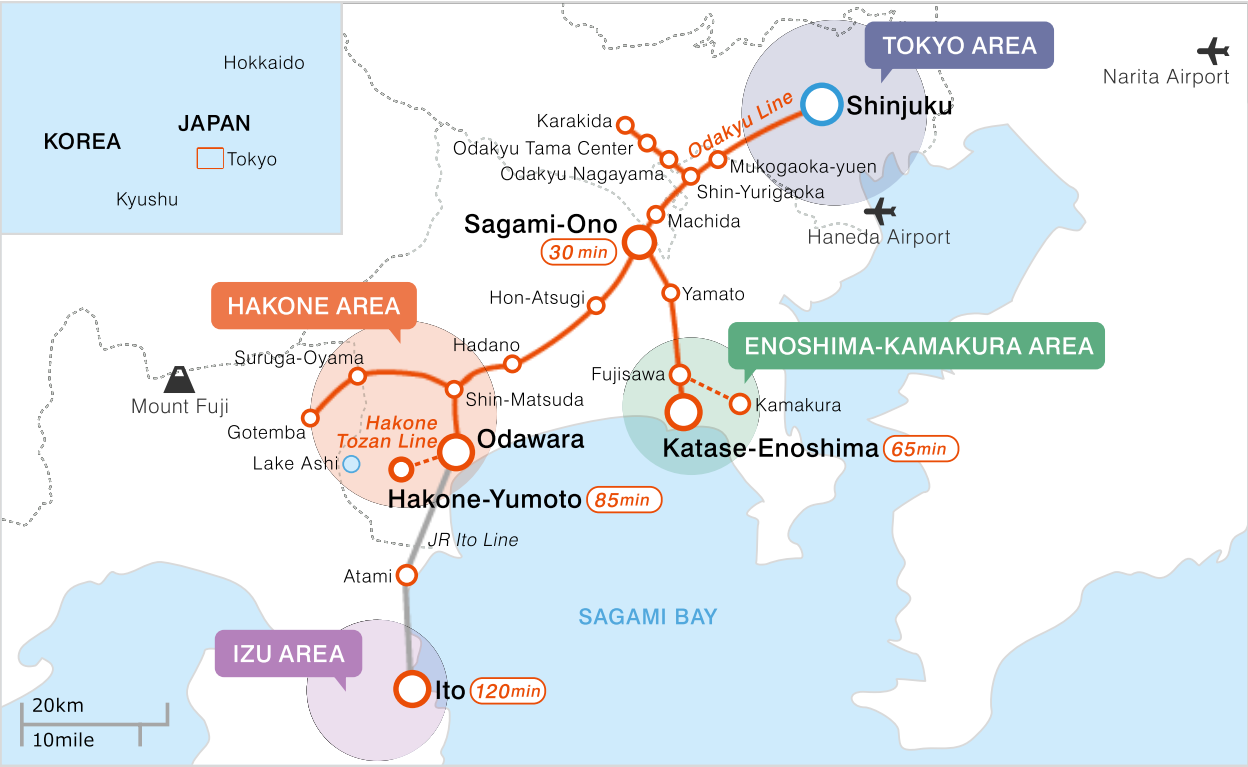 Hokkaido
KOREA
JAPAN
Tokyo
Kyushu
TOKYO AREA
Narita Airport
Shinjuku
Odakyu Line
Karakida
Odakyu Tama Center
Odakyu Nagayama
Mukogaoka-yuen
Shin-Yurigaoka
Machida
Haneda Airport
Sagami-Ono
30 min
Hon-Atsugi
Yamato
HAKONE AREA
ENOSHIMA-KAMAKURA AREA
Hadano
Suruga-Oyama
Fujisawa
Mount Fuji
Shin-Matsuda
Kamakura
Gotemba
Hakone
Tozan Line
Odawara
Katase-Enoshima
65min
Lake Ashi
Hakone-Yumoto
85min
JR Ito Line
Atami
SAGAMI BAY
IZU AREA
Ito
120min
20km
10mile